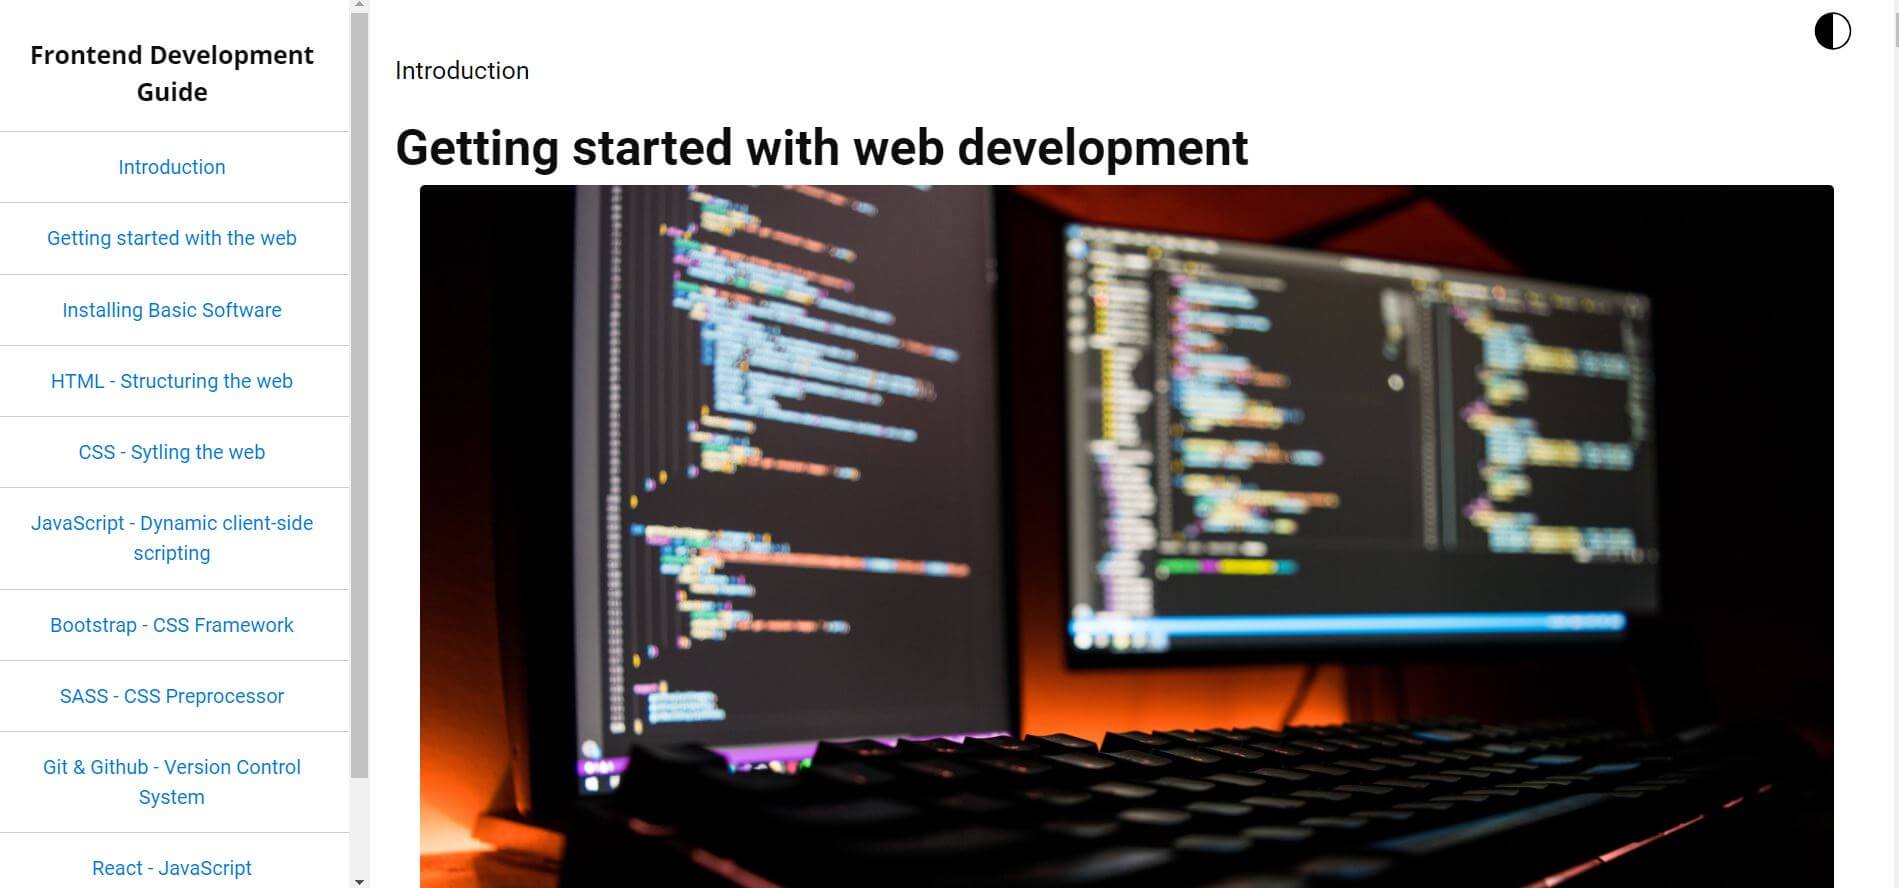 Frontend Development
Guide
Introduction
Getting started with the web
Installing Basic Software
HTML - Structuring the web
CSS - Sytling the web
JavaScript - Dynamic client-side
scripting
Bootstrap - CSS Framework
SASS - CSS Preprocessor
Git & Github - Version Control
System
React - JavaScript
Introduction
Getting started with web development